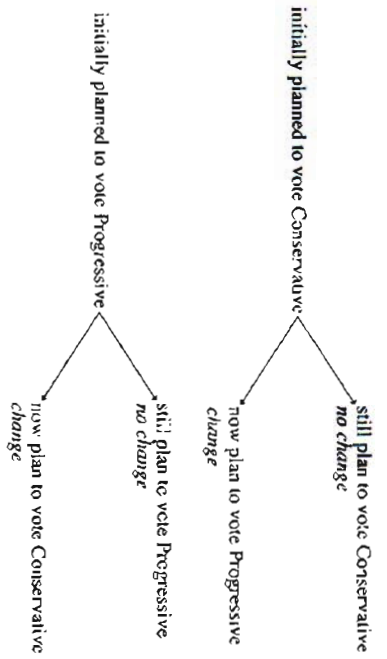 initially planned to vote Conservative
still plan to vote Conservative
no change
now plan to vote Progressive
change
initially planned to vote Progressive
still plan to vote Progressive
no change
now plan to vote Conservative
change